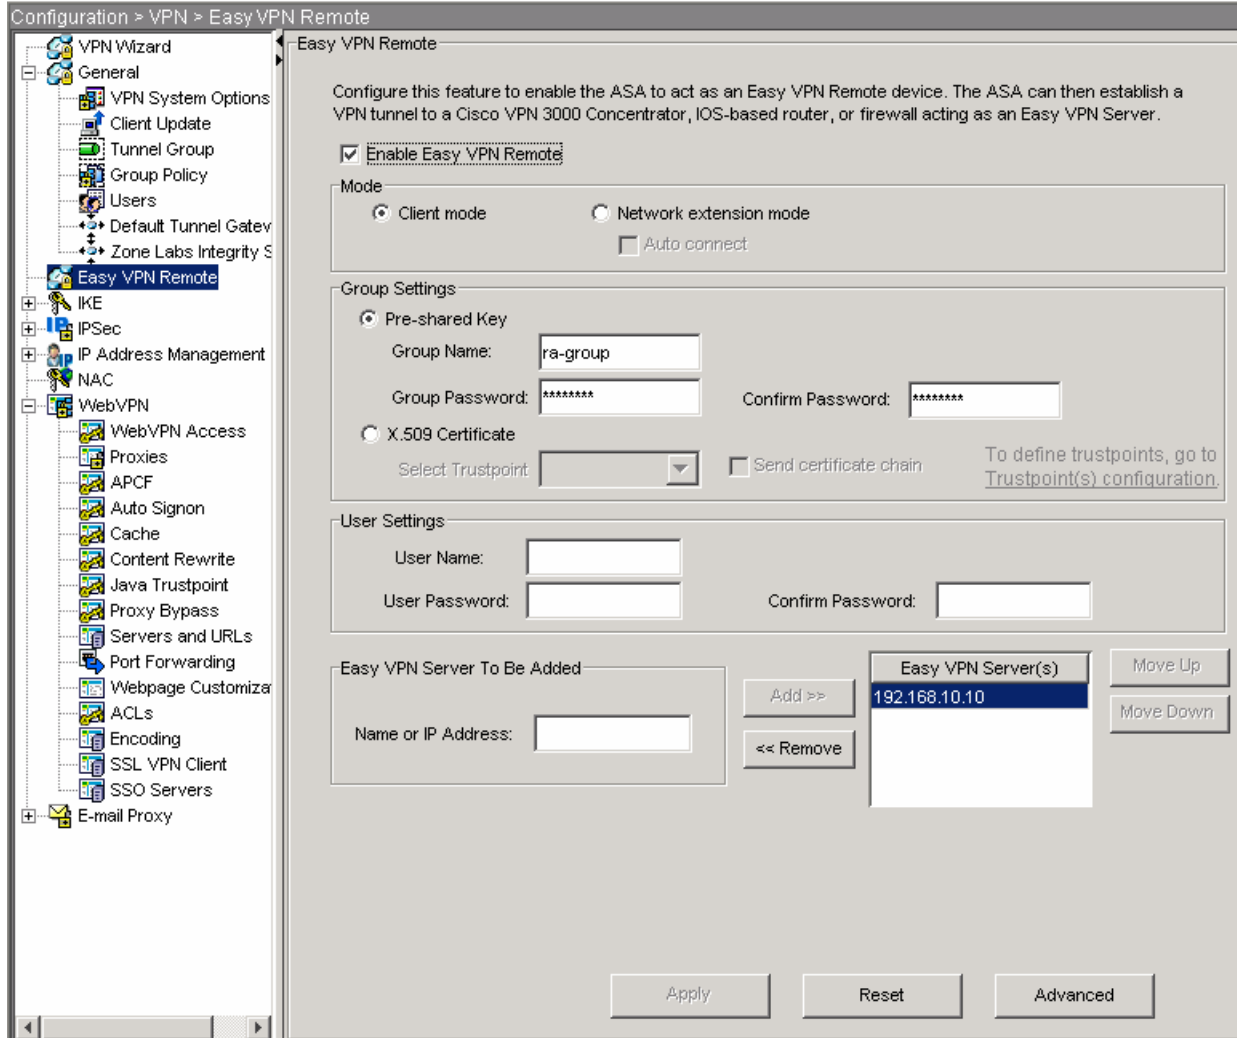 Configuration > VPN > Easy VPN Remote
VPN Wizard
General
VPN System Options
Client Update
Tunnel Group
Group Policy
Users
Default Tunnel Gatev
Zone Labs Integrity S
Easy VPN Remote
IKE
IPSec
IP Address Management
NAC
WebVPN
WebVPN Access
Proxies
APCF
Auto Signon
Cache
Content Rewrite
Java Trustpoint
Proxy Bypass
Servers and URLs
Port Forwarding
Webpage Customiza
ACLs
Encoding
SSL VPN Client
SSO Servers
E-mail Proxy
Easy VPN Remote
Configure this feature to enable the ASA to act as an Easy VPN Remote device. The ASA can then establish a
VPN tunnel to a Cisco VPN 3000 Concentrator, IOS-based router, or firewall acting as an Easy VPN Server.
Enable Easy VPN Remote
Mode
Client mode Network extension mode
Auto connect
Group Settings
Pre-shared Key
Group Name: ra-group
Group Password: ******** Confirm Password: ********
X.509 Certificate
Select Trustpoint Send certificate chain To define trustpoints, go to
Trustpoint(s) configuration.
User Settings
User Name:
User Password: Confirm Password:
Easy VPN Server To Be Added
Name or IP Address:
Add >>
<< Remove
Easy VPN Server(s)
192.168.10.10
Move Up
Move Down
Apply Reset Advanced